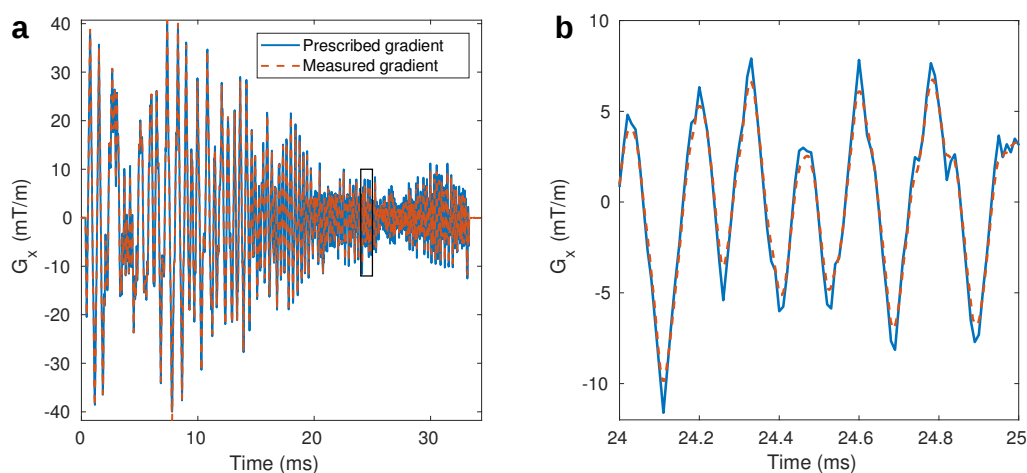 a
Prescribed gradient
Measured gradient
40
30
20
10
0
-10
-20
-30
-40
G_x (mT/m)
0 10 20 30
Time (ms)
b
10
5
0
-5
-10
G_x (mT/m)
24 24.2 24.4 24.6 24.8 25
Time (ms)